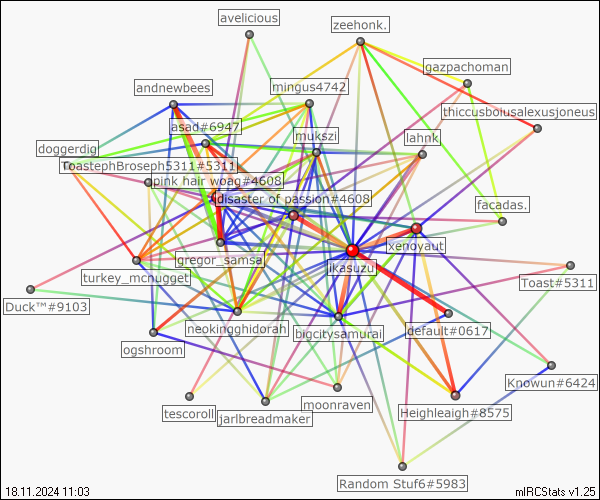 avelicious
zeehonk.
gazpachoman
andnewbees
mingus4742
thiccusboiusalexusjoneus
asad#6947
mukszi
lahnk
doggerdig
ToastephBroseph5311#5311
pink hair woag#4608
disaster of passion#4608
facadas.
xenoyaut
gregor_samsa
ikasuzu
turkey_mcnugget
Toast#5311
Duck™#9103
neokingghidorah
bigcitysamurai
default#0617
ogshroom
Knowun#6424
moonraven
tescoroll
jarlbreadmaker
Heighleaigh#8575
Random Stuf6#5983
18.11.2024 11:03
mIRCStats v1.25